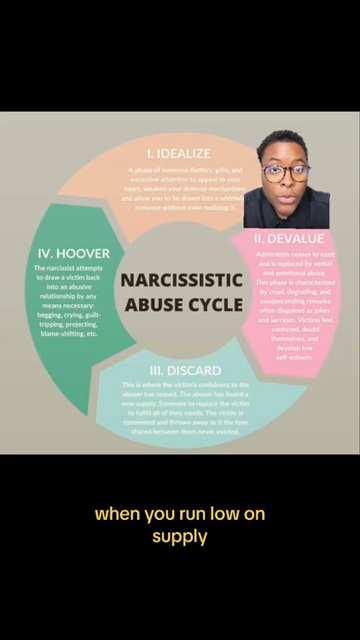 I. IDEALIZE
A phase of immense flattery, gifts, and
excessive attention to appeal to your
heart, weaken your defense mechanisms,
and allow you to be drawn into a whirlwind
romance without even realizing it.
II. DEVALUE
Admiration ceases to exist
and is replaced by verbal
and emotional abuse.
This phase is characterized
by cruel, degrading, and
condescending remarks
often disguised as jokes
and sarcasm. Victims feel
confused, doubt
themselves, and
develop low
self-esteem
IV. HOOVER
The narcissist attempts
to draw a victim back
into an abusive
relationship by any
means necessary:
begging, crying, guilt-
tripping, projecting,
blame-shifting, etc.
NARCISSISTIC
ABUSE CYCLE
III. DISCARD
This is where the victim's usefulness to the
abuser has ceased. The abuser has found a
new supply. Someone to replace the victim
to fulfill all of their needs. The victim is
tormented and thrown away as if the love
shared between them never existed.
when you run low on
supply